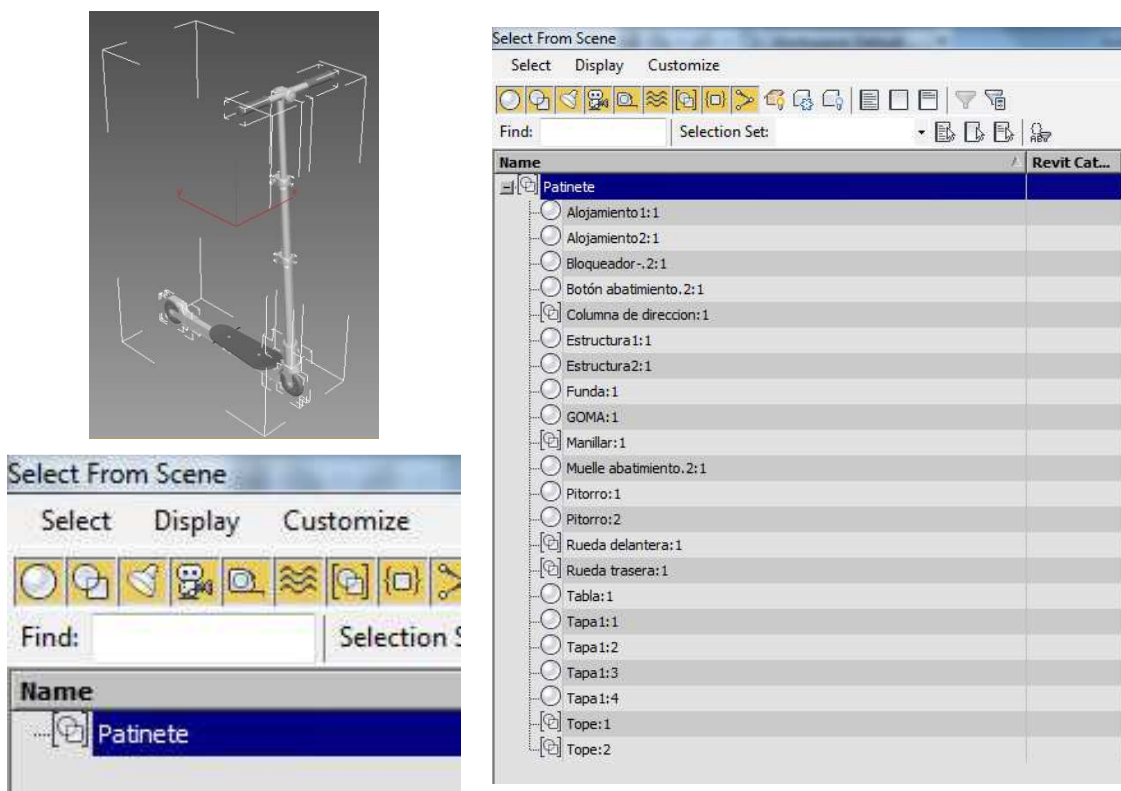 Select From Scene
Select Display Customize
Find: Selection Set:
Name Revit Cat...
Patinete
Alojamiento1:1
Alojamiento2:1
Bloqueador-.2:1
Botón abatimiento.2:1
Columna de direccion:1
Estructura1:1
Estructura2:1
Funda:1
GOMA:1
Manillar:1
Muelle abatimiento.2:1
Pitorro:1
Pitorro:2
Rueda delantera:1
Rueda trasera:1
Tabla:1
Tapa1:1
Tapa1:2
Tapa1:3
Tapa1:4
Tope:1
Tope:2
Select From Scene
Select Display Customize
Find: Selection S
Name
Patinete